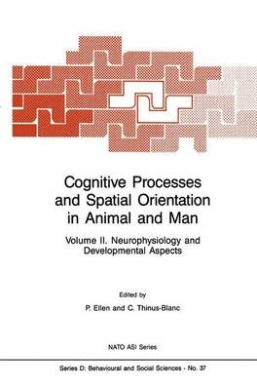 Cognitive Processes
and Spatial Orientation
in Animal and Man
Volume II. Neurophysiology and
Developmental Aspects
Edited by
P. Ellen and C. Thinus-Blanc
NATO ASI Series
Series D: Behavioural and Social Sciences - No. 37